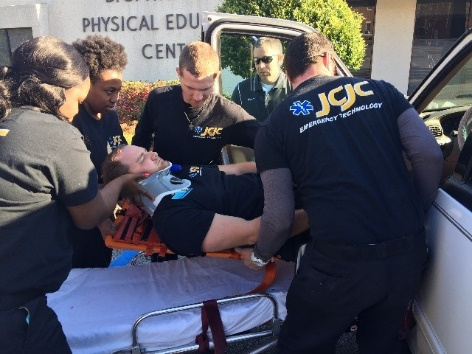 PHYSICAL EDU
CENT
JCJC
JCJC
EMERGENCY TECHNOLOGY